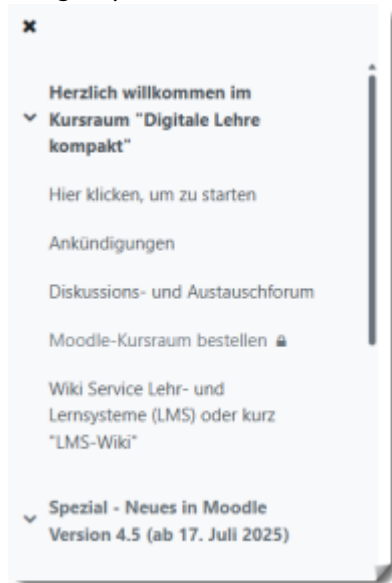 Herzlich willkommen im
Kursraum "Digitale Lehre
kompakt"
Hier klicken, um zu starten
Ankündigungen
Diskussions- und Austauschforum
Moodle-Kursraum bestellen
Wiki Service Lehr- und
Lernsysteme (LMS) oder kurz
"LMS-Wiki"
Spezial - Neues in Moodle
Version 4.5 (ab 17. Juli 2025)